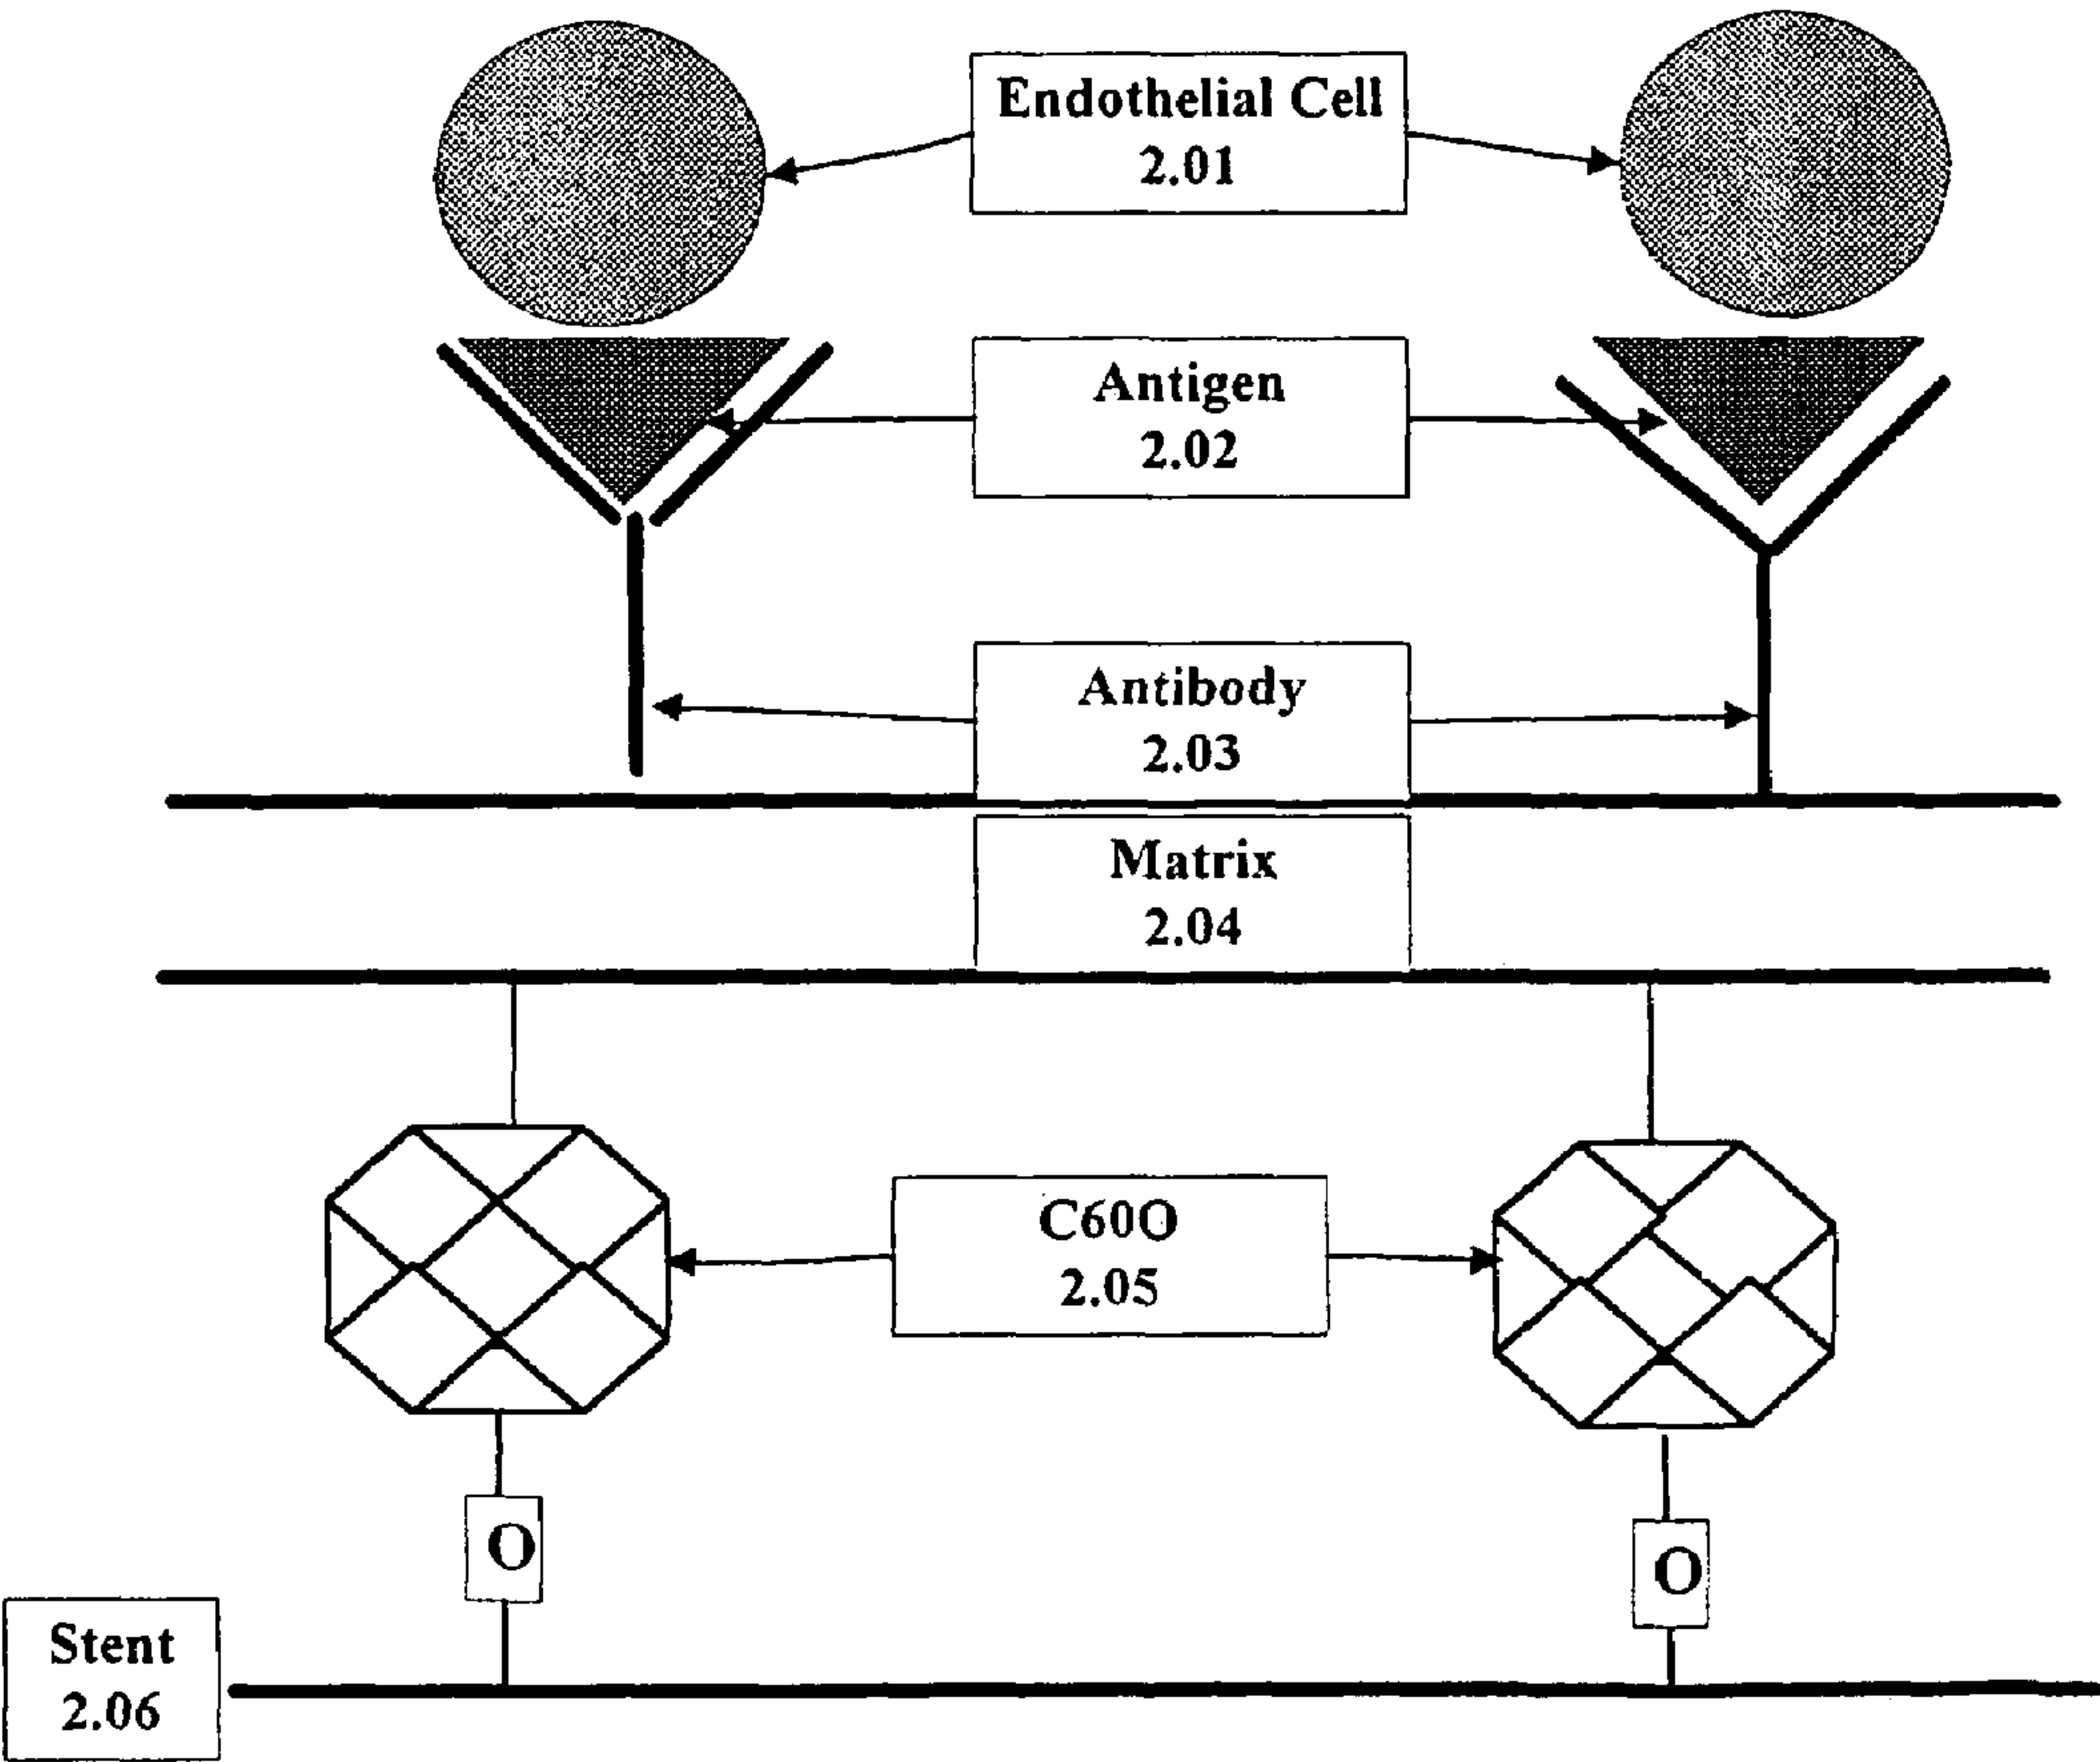 Endothelial Cell
2.01
Antigen
2.02
Antibody
2.03
Matrix
2.04
C60O
2.05
O
O
Stent
2.06